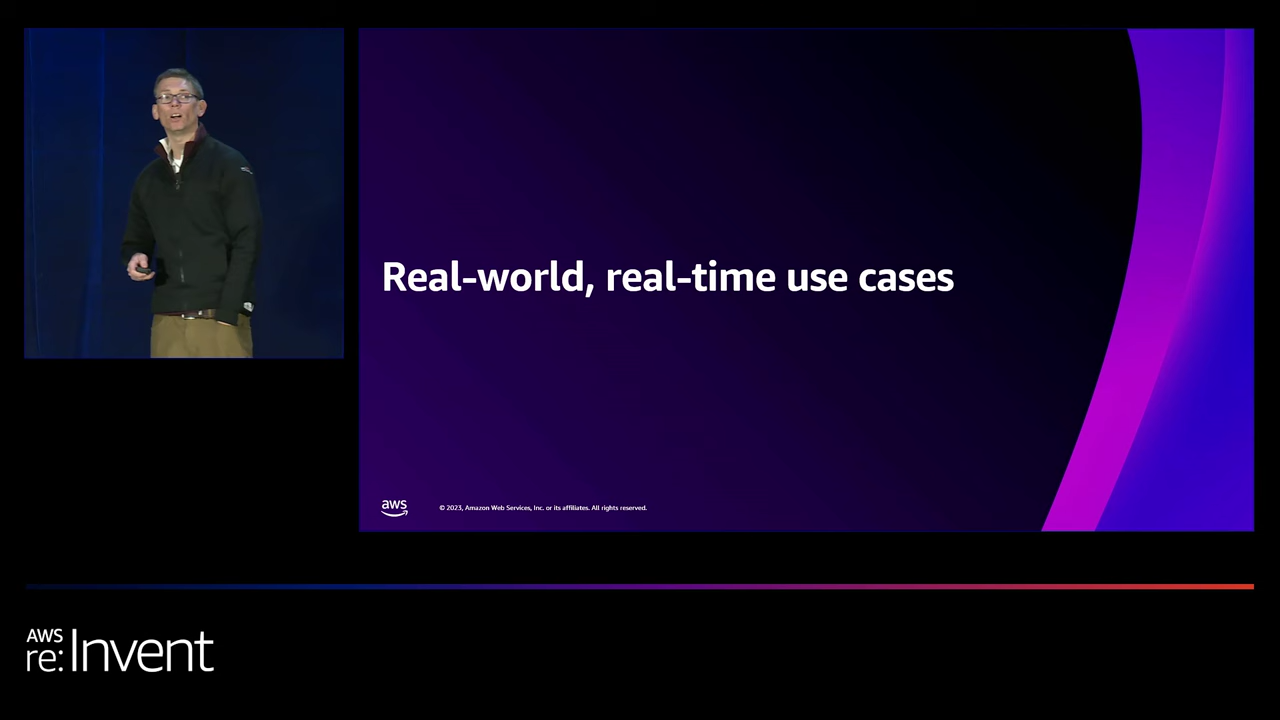 Real-world, real-time use cases
aws
© 2023, Amazon Web Services, Inc. or its affiliates. All rights reserved.
AWS
re:Invent